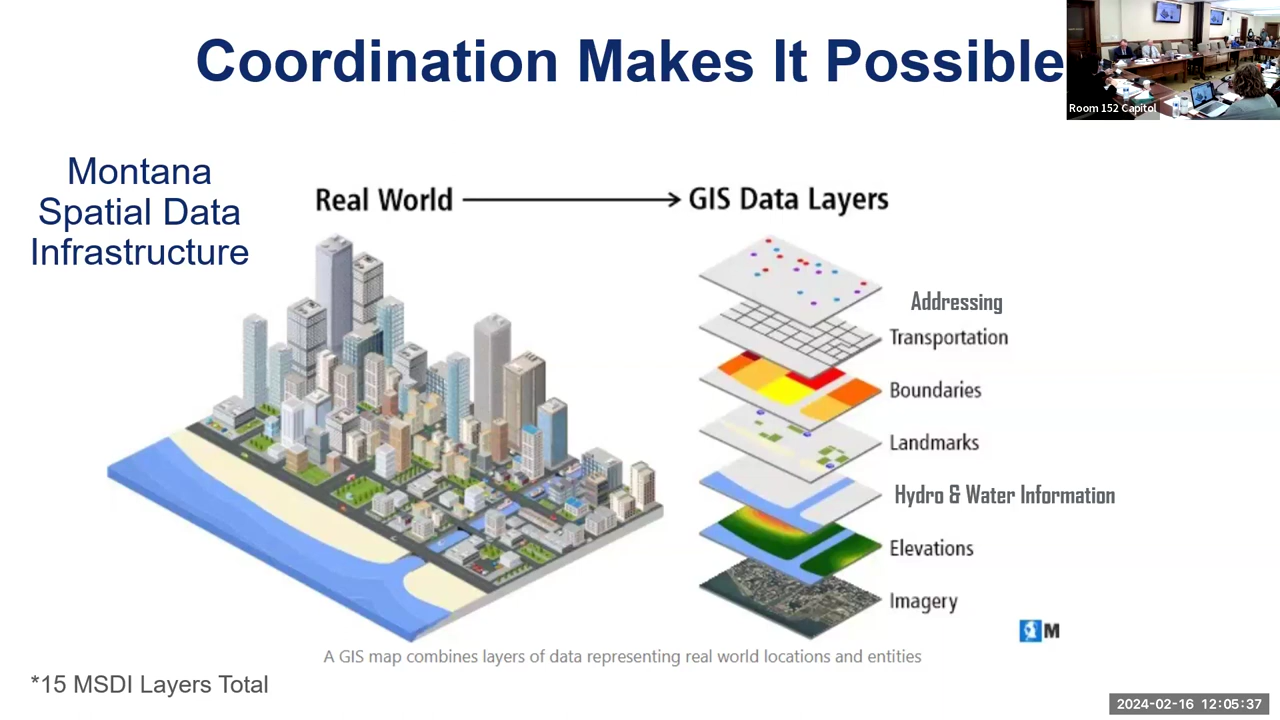 Coordination Makes It Possible
Room 152 Capitol
Montana
Spatial Data
Infrastructure
Real World
GIS Data Layers
Addressing
Transportation
Boundaries
Landmarks
Hydro & Water Information
Elevations
Imagery
M
A GIS map combines layers of data representing real world locations and entities
*15 MSDI Layers Total
2024-02-16 12:05:37